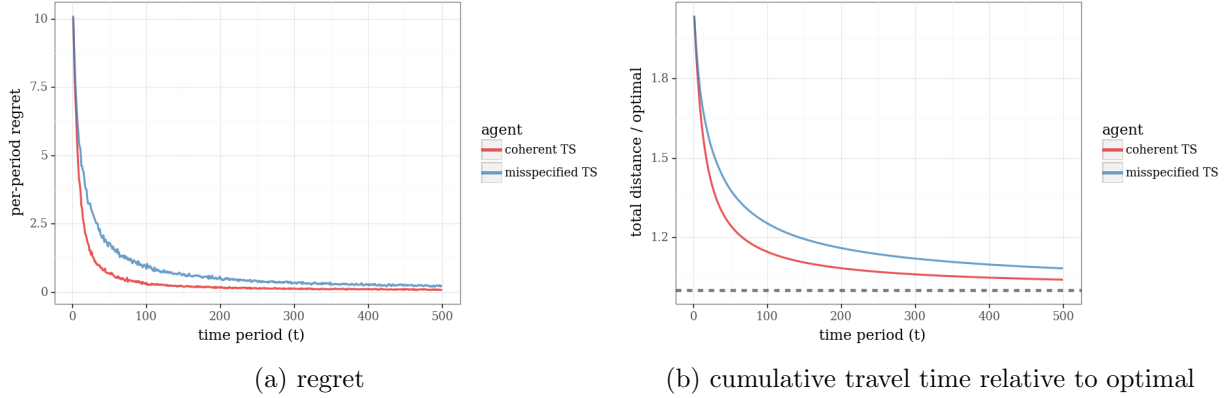 10
7.5
5
2.5
0
per-period regret
0
100
200
300
400
500
time period (t)
agent
coherent TS
misspecified TS
(a) regret
1.8
1.5
1.2
total distance / optimal
0
100
200
300
400
500
time period (t)
agent
coherent TS
misspecified TS
(b) cumulative travel time relative to optimal